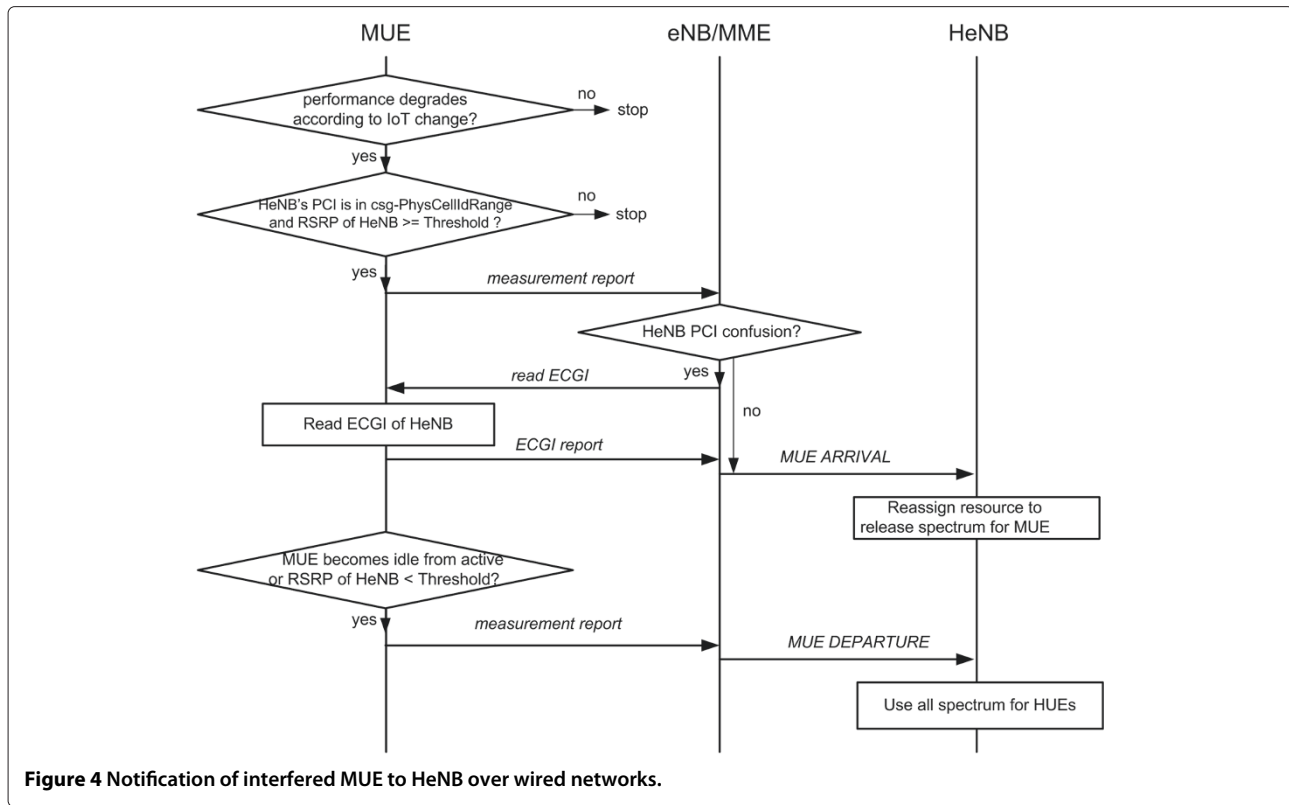 MUE
eNB/MME
HeNB
performance degrades
according to IoT change?
no
stop
yes
HeNB's PCI is in csg-PhysCellIdRange
and RSRP of HeNB >= Threshold ?
no
stop
yes
measurement report
HeNB PCI confusion?
yes
read ECGI
no
Read ECGI of HeNB
ECGI report
MUE ARRIVAL
Reassign resource to
release spectrum for MUE
MUE becomes idle from active
or RSRP of HeNB < Threshold?
yes
measurement report
MUE DEPARTURE
Use all spectrum for HUEs
Figure 4 Notification of interfered MUE to HeNB over wired networks.